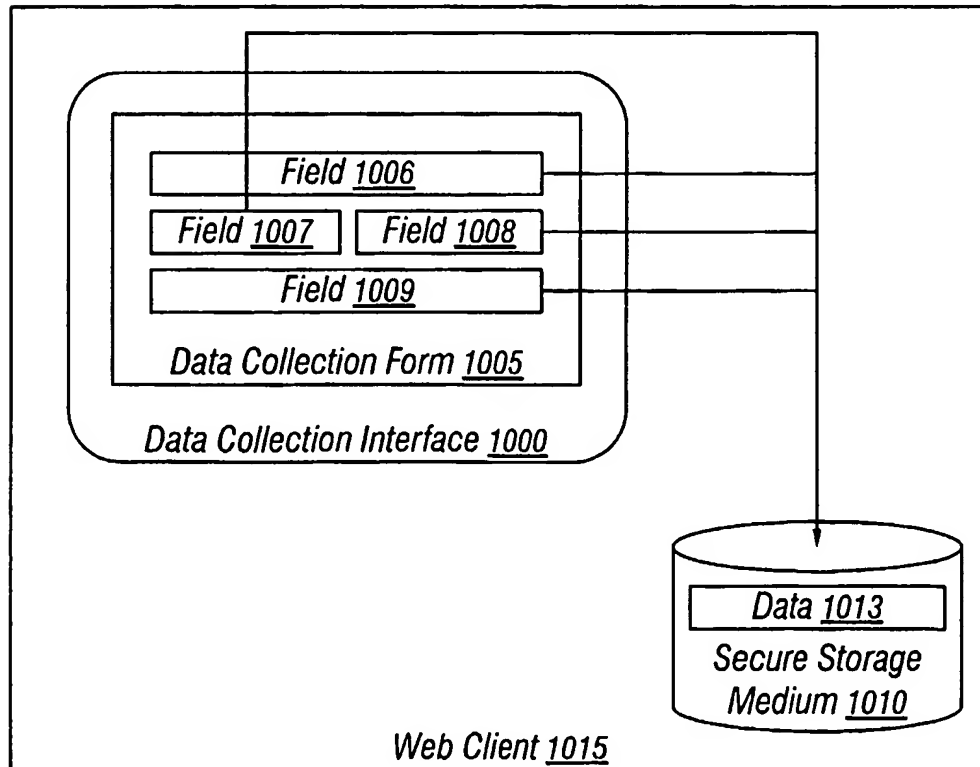 Field 1006
Field 1007
Field 1008
Field 1009
Data Collection Form 1005
Data Collection Interface 1000
Data 1013
Secure Storage
Medium 1010
Web Client 1015